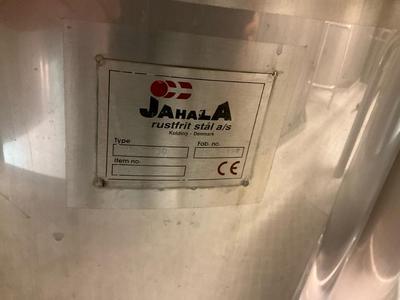 JAHALA
rustfrit stål a/s
Kolding - Denmark
Type
Fab. no.
Item no.
CE